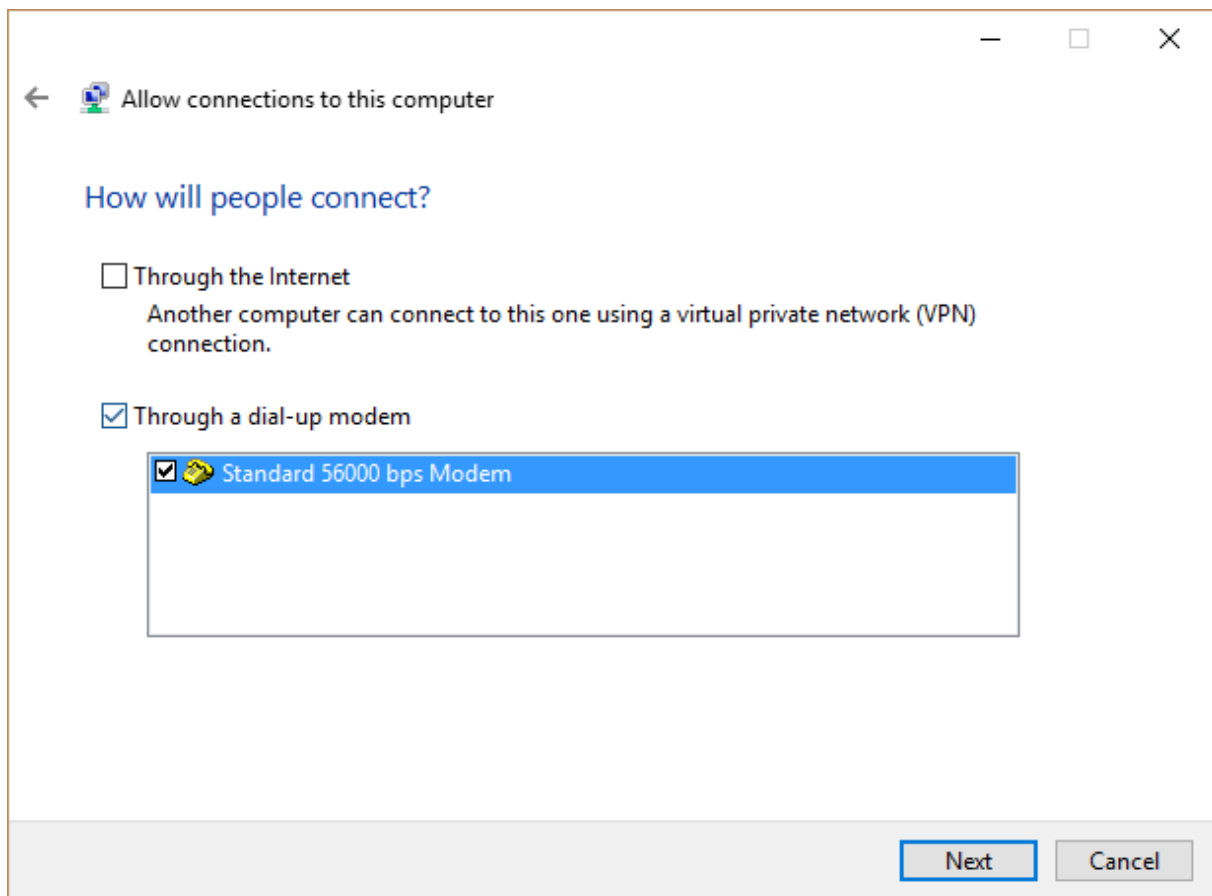 Allow connections to this computer
How will people connect?
Through the Internet
Another computer can connect to this one using a virtual private network (VPN)
connection.
Through a dial-up modem
Standard 56000 bps Modem
Next
Cancel